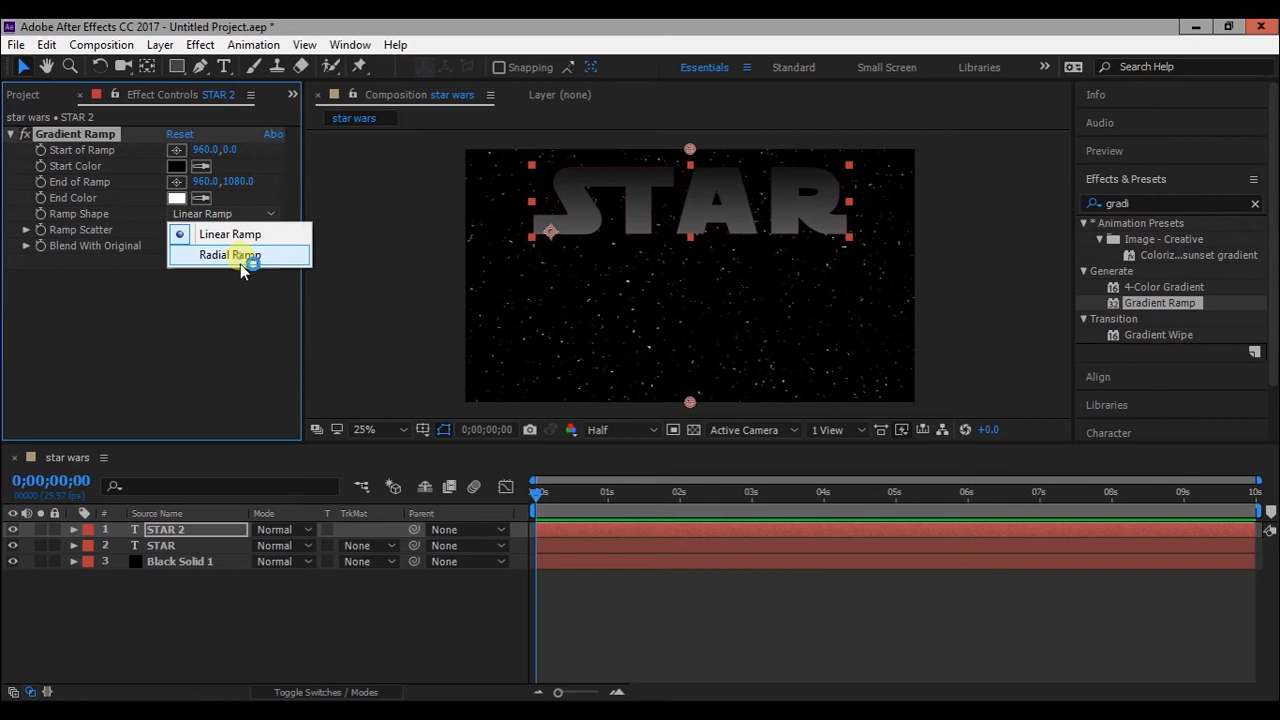 Adobe After Effects CC 2017 - Untitled Project.aep *
File Edit Composition Layer Effect Animation View Window Help
Snapping Essentials Standard Small Screen Libraries Search Help
Project Effect Controls STAR 2 Composition star wars Layer (none) Info
star wars • STAR 2 star wars
Audio
fx Gradient Ramp Reset Abo
Start of Ramp 960.0,0.0 Preview
Start Color
End of Ramp 960.0,1080.0 Effects & Presets
End Color gradi
Ramp Shape Linear Ramp
Ramp Scatter Linear Ramp
Blend With Original Radial Ramp
STAR
* Animation Presets
Image - Creative
Coloriz...sunset gradient
Generate
4-Color Gradient
Gradient Ramp
Transition
Gradient Wipe
Align
Libraries
Character
25% 0;00;00;00 Half Active Camera 1 View +0.0
star wars
0;00;00;00
00000 (29.97 fps)
01s 02s 03s 04s 05s 06s 07s 08s 09s 10s
# Source Name Mode T TrkMat Parent
1 T STAR 2 Normal None
2 T STAR Normal None None
3 Black Solid 1 Normal None None
Toggle Switches / Modes